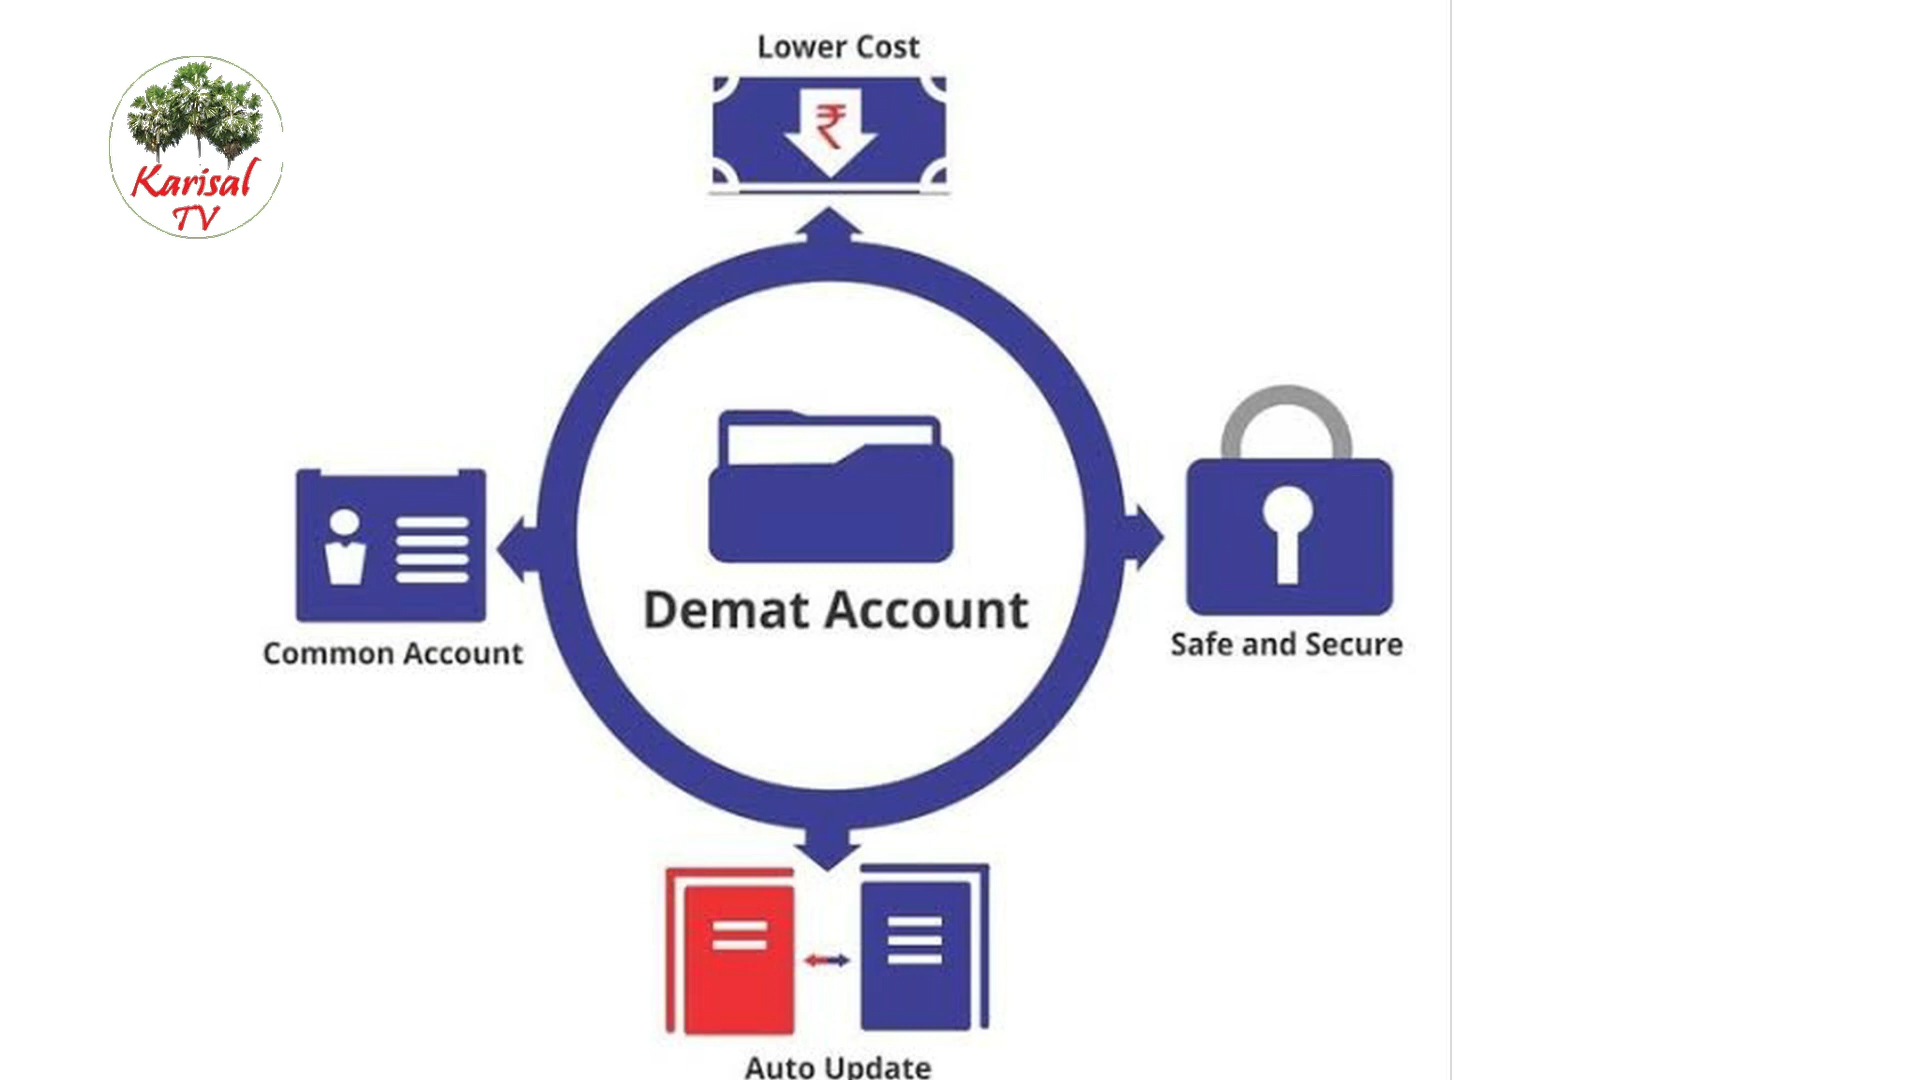 Lower Cost
₹
Karisal
TV
Demat Account
Common Account
Safe and Secure
Auto Update